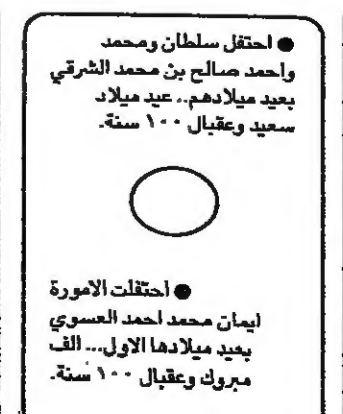 ● احتفل سلطان ومحمد
واحمد صالح بن محمد الشرقي
بعيد ميلادهم.. عيد ميلاد
سعيد وعقبال ١٠٠ سنة.
● احتفلت الامورة
ايمان محمد احمد العسوي
بعيد ميلادها الاول... الف
مبروك وعقبال ١٠٠ سنة.